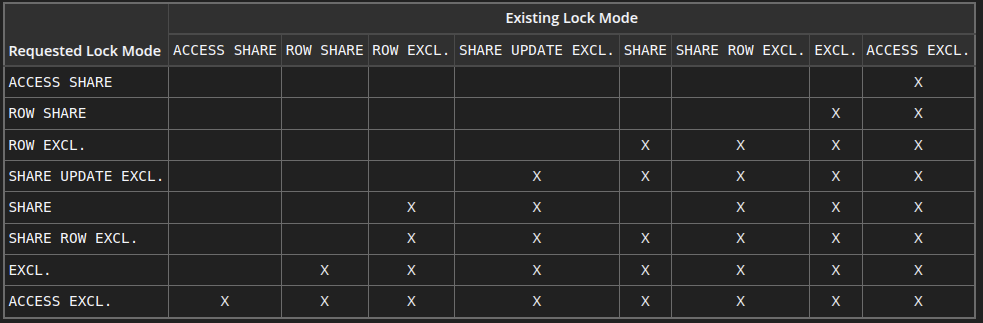 Existing Lock Mode
Requested Lock Mode ACCESS SHARE ROW SHARE ROW EXCL. SHARE UPDATE EXCL. SHARE SHARE ROW EXCL. EXCL. ACCESS EXCL.
ACCESS SHARE X
ROW SHARE X X
ROW EXCL. X X X X
SHARE UPDATE EXCL. X X X X X
SHARE X X X X X
SHARE ROW EXCL. X X X X X X
EXCL. X X X X X X X
ACCESS EXCL. X X X X X X X X